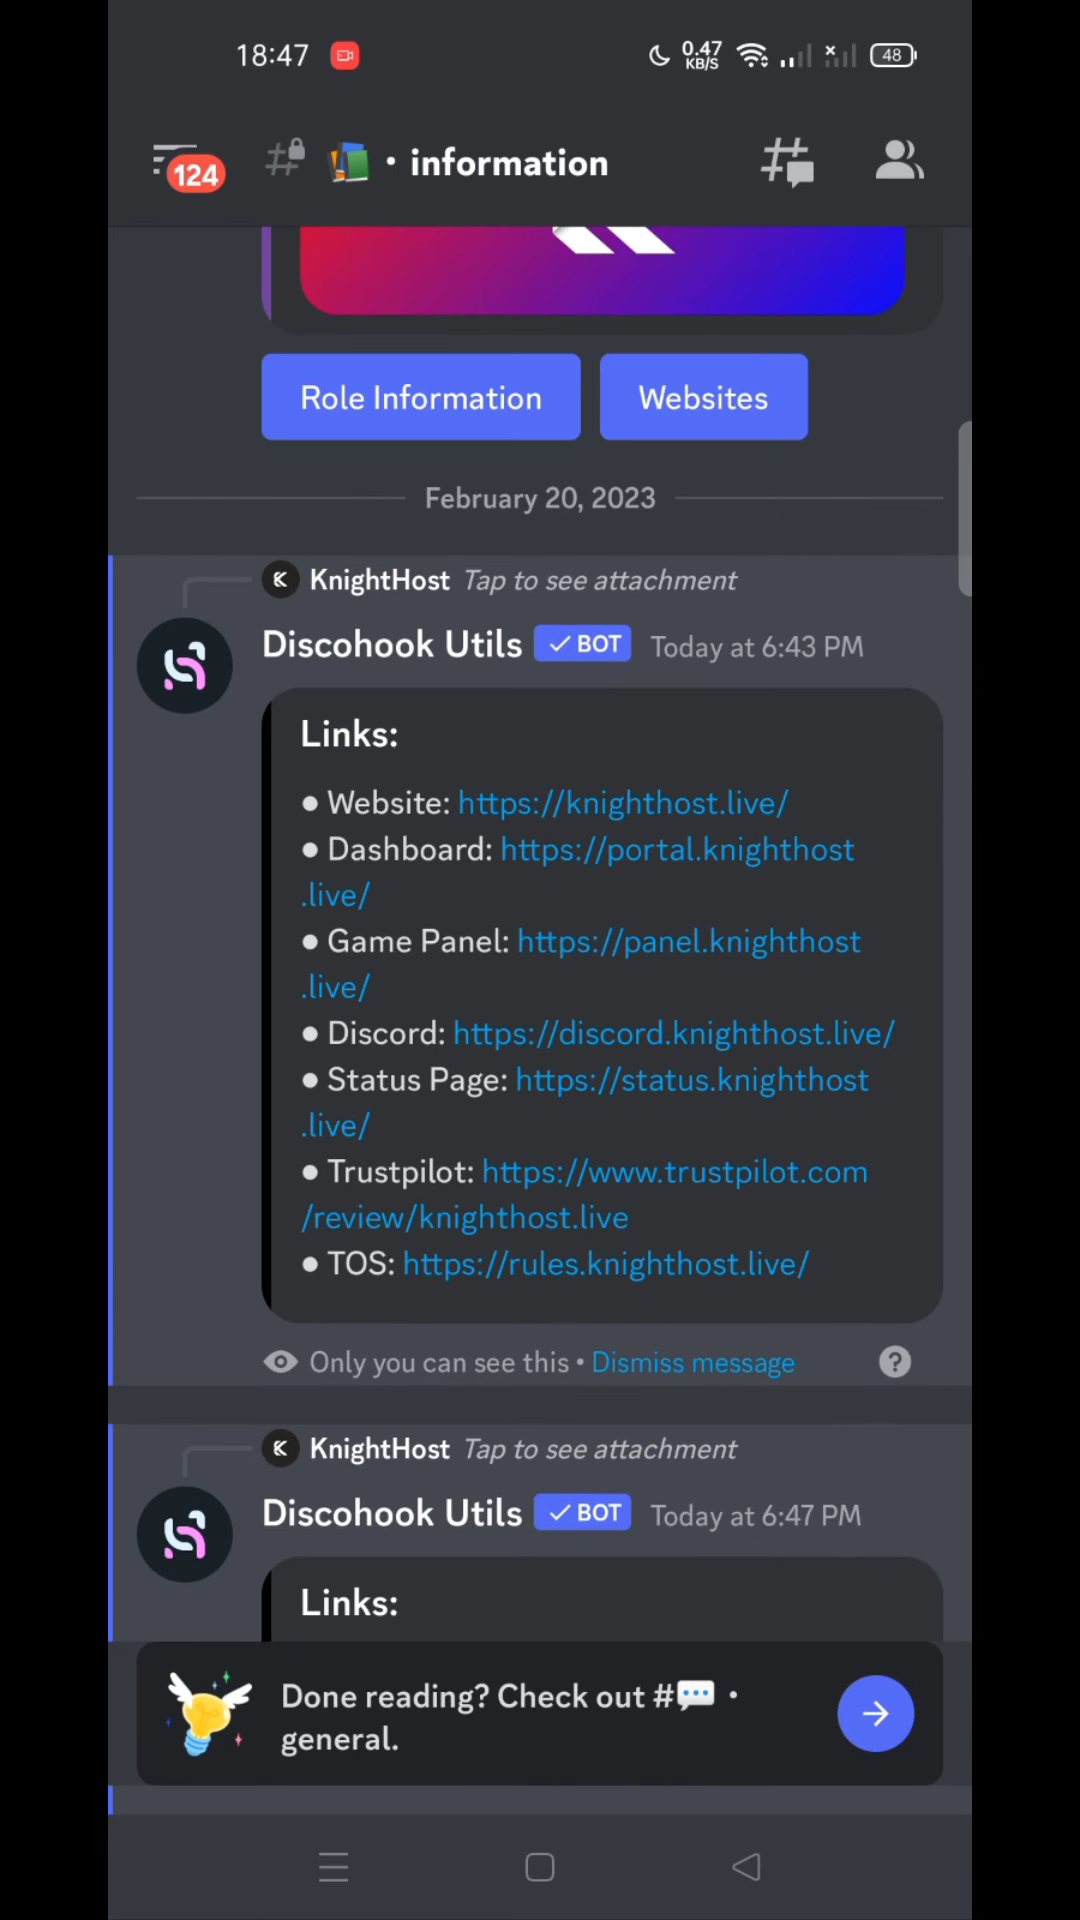 18:47
0.47
KB/S
48
124
• information
Role Information
Websites
February 20, 2023
KnightHost Tap to see attachment
Discohook Utils ✓ BOT Today at 6:43 PM
Links:
● Website: https://knighthost.live/
● Dashboard: https://portal.knighthost
.live/
● Game Panel: https://panel.knighthost
.live/
● Discord: https://discord.knighthost.live/
● Status Page: https://status.knighthost
.live/
● Trustpilot: https://www.trustpilot.com
/review/knighthost.live
● TOS: https://rules.knighthost.live/
Only you can see this • Dismiss message
KnightHost Tap to see attachment
Discohook Utils ✓ BOT Today at 6:47 PM
Links:
Done reading? Check out #💬 •
general.